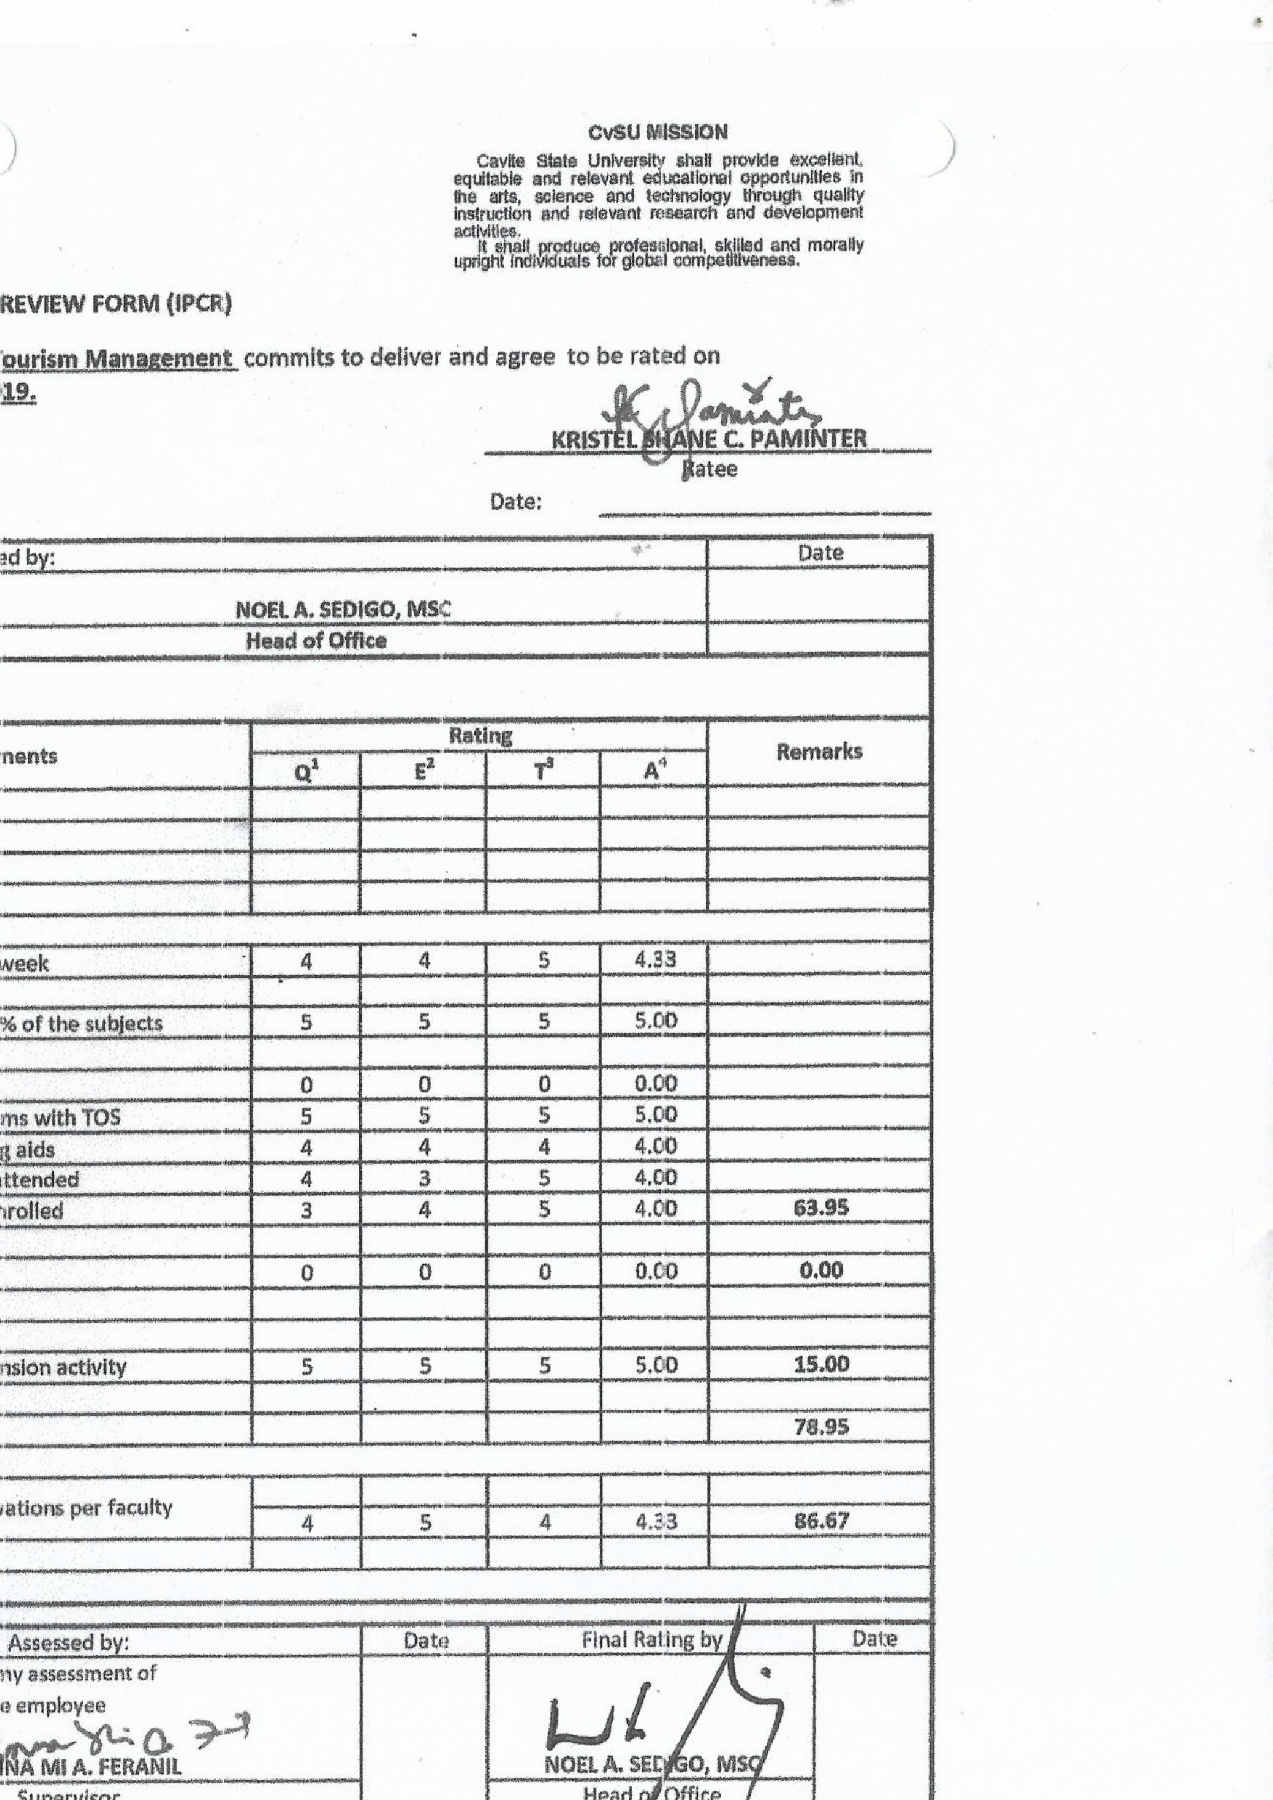 CvSU MISSION
Cavite State University shall provide excellent,
equitable and relevant educational opportunities in
the arts, science and technology through quality
instruction and relevant research and development
activities.
It shall produce professional, skilled and morally
upright individuals for global competitiveness.
REVIEW FORM (IPCR)
ourism Management commits to deliver and agree to be rated on
19.
KRISTEL SHANE C. PAMINTER
Ratee
Date:
ed by:
Date
NOEL A. SEDIGO, MSC
Head of Office
nents
Rating
Remarks
Q1 E2 T3 A4
week 4 4 5 4.33
% of the subjects 5 5 5 5.00
0 0 0 0.00
ms with TOS 5 5 5 5.00
g aids 4 4 4 4.00
ttended 4 3 5 4.00
nrolled 3 4 5 4.00 63.95
0 0 0 0.00 0.00
nsion activity 5 5 5 5.00 15.00
78.95
vations per faculty
4 5 4 4.33 86.67
Assessed by: Date Final Rating by Date
ny assessment of
e employee
NA MI A. FERANIL
NOEL A. SEDIGO, MSC
Supervisor
Head of Office